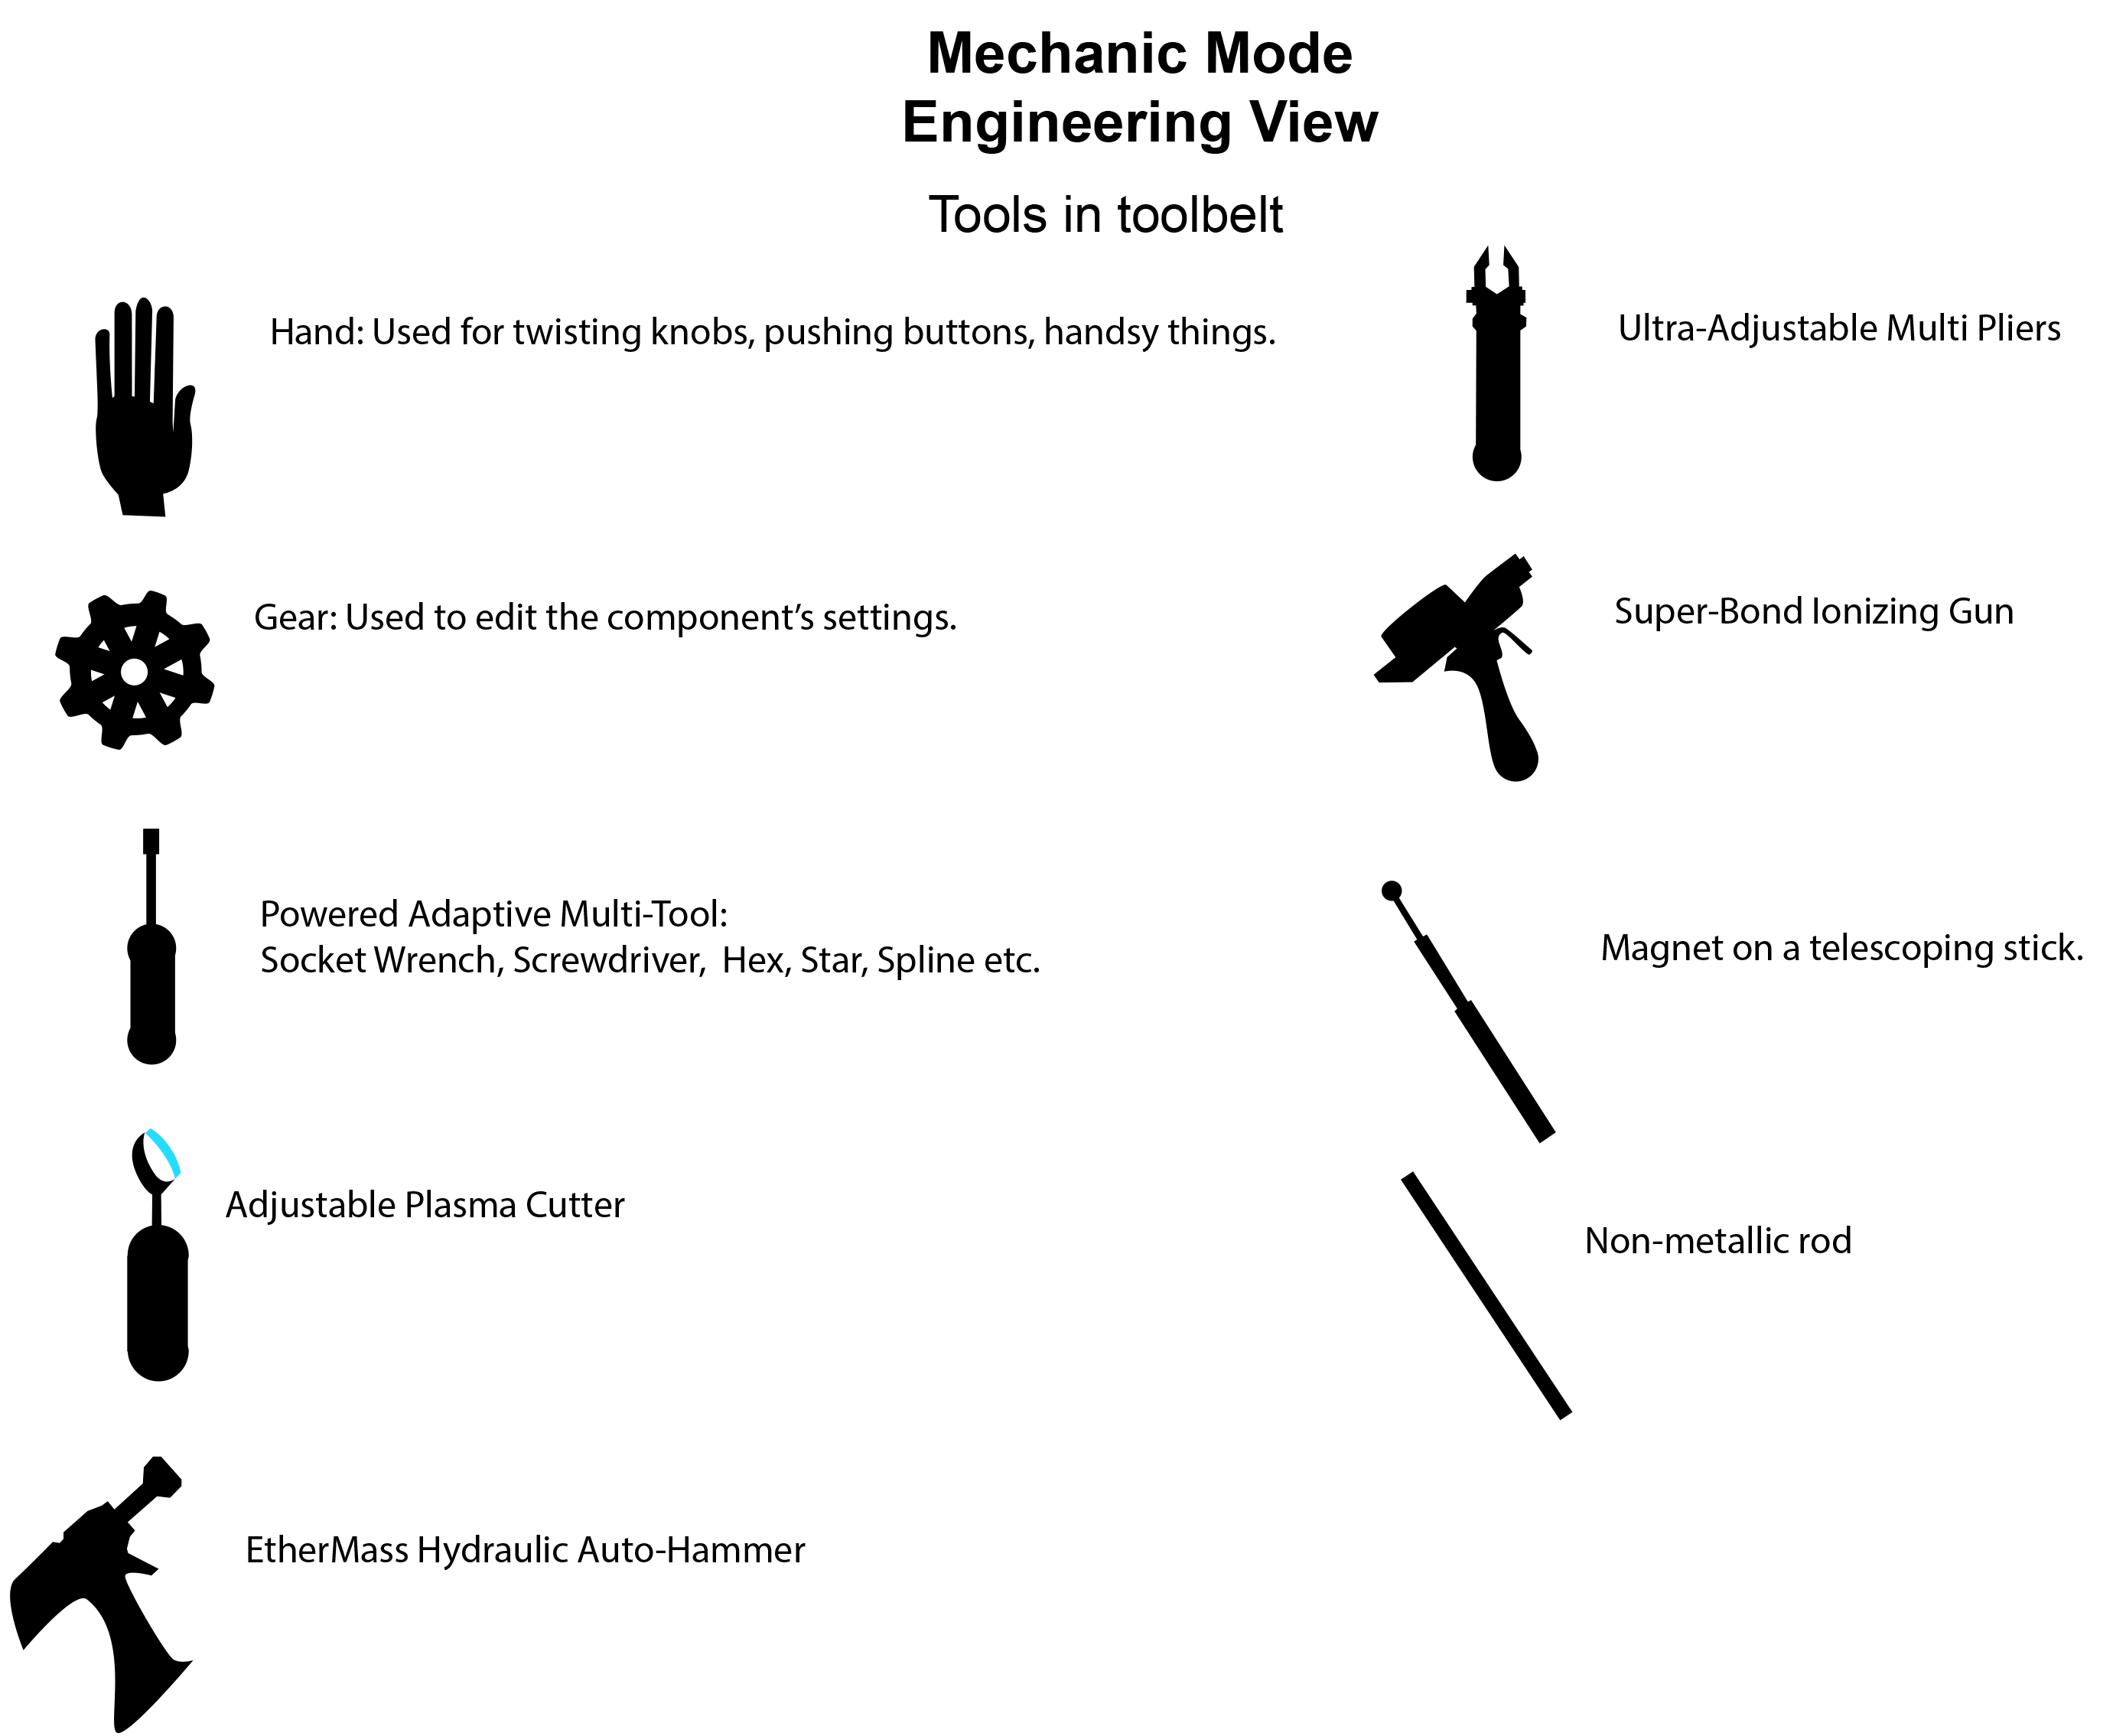 Mechanic Mode
Engineering View
Tools in toolbelt
Hand: Used for twisting knobs, pushing buttons, handsy things.
Gear: Used to edit the component’s settings.
Powered Adaptive Multi-Tool:
Socket Wrench, Screwdriver,  Hex, Star, Spline etc.
Adjustable Plasma Cutter
EtherMass Hydraulic Auto-Hammer
Ultra-Adjustable Multi Pliers
Super-Bond Ionizing Gun
Magnet on a telescoping stick.
Non-metallic rod